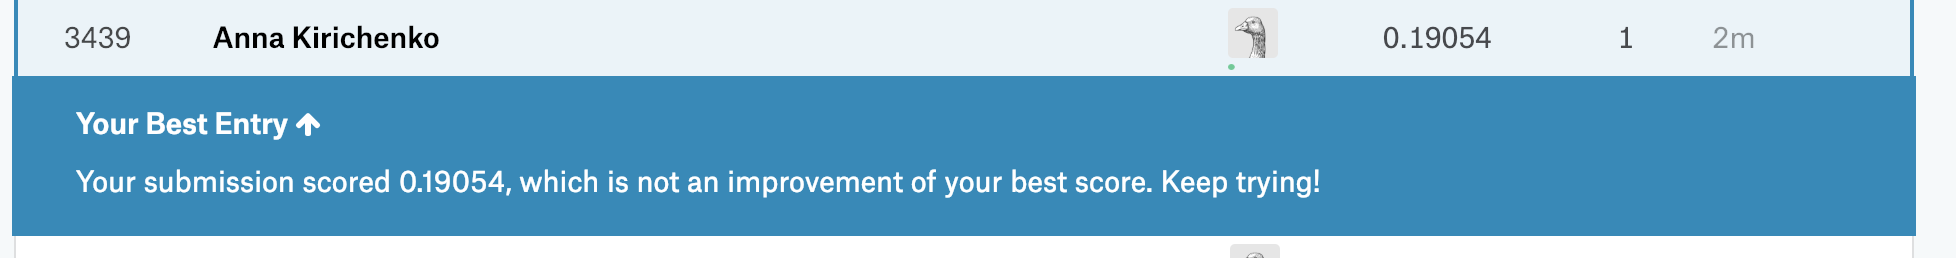 3439 Anna Kirichenko 0.19054 1 2m
Your Best Entry ↑
Your submission scored 0.19054, which is not an improvement of your best score. Keep trying!